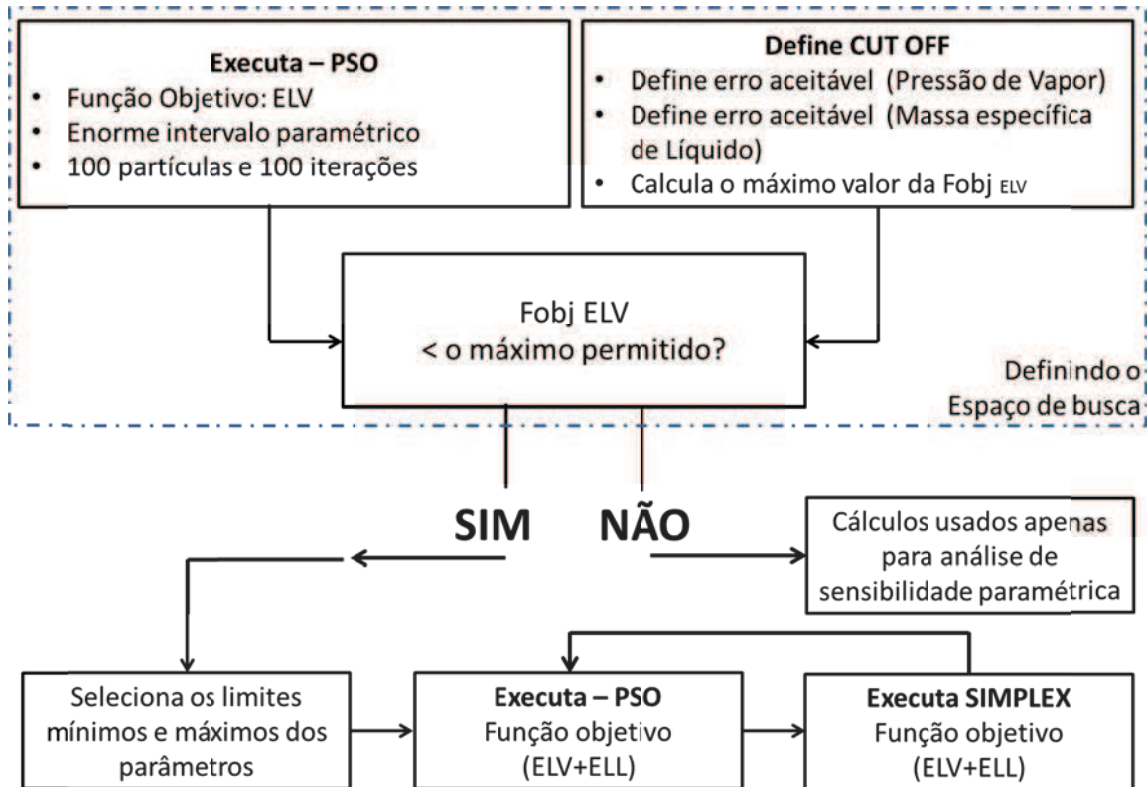 Executa – PSO
• Função Objetivo: ELV
• Enorme intervalo paramétrico
• 100 partículas e 100 iterações
Define CUT OFF
• Define erro aceitável (Pressão de Vapor)
• Define erro aceitável (Massa específica
de Líquido)
• Calcula o máximo valor da Fobj ELV
Fobj ELV
< o máximo permitido?
Definindo o
Espaço de busca
SIM
NÃO
Cálculos usados apenas
para análise de
sensibilidade paramétrica
Seleciona os limites
mínimos e máximos dos
parâmetros
Executa – PSO
Função objetivo
(ELV+ELL)
Executa SIMPLEX
Função objetivo
(ELV+ELL)